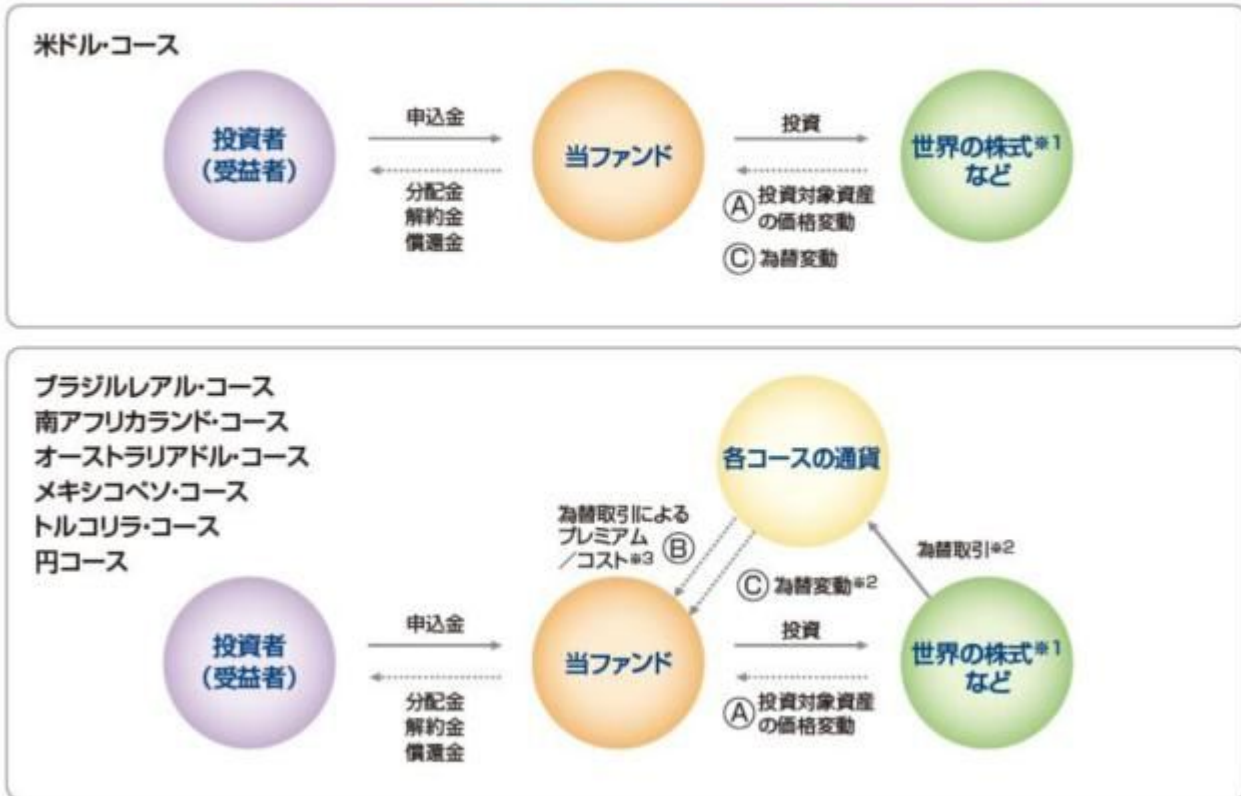 米ドル・コース
投資者
(受益者)
申込金
分配金
解約金
償還金
当ファンド
投資
Ⓐ投資対象資産
の価格変動
Ⓒ為替変動
世界の株式※1
など
ブラジルレアル・コース
南アフリカランド・コース
オーストラリアドル・コース
メキシコペソ・コース
トルコリラ・コース
円コース
各コースの通貨
為替取引による
プレミアム
/コスト※3 Ⓑ
Ⓒ為替変動※2
為替取引※2
投資者
(受益者)
申込金
分配金
解約金
償還金
当ファンド
投資
Ⓐ投資対象資産
の価格変動
世界の株式※1
など